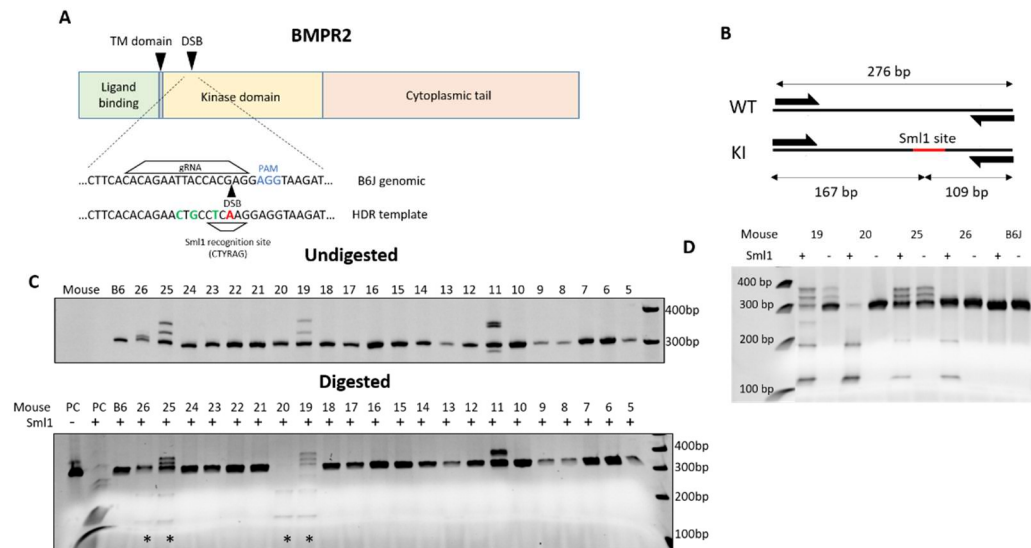 A
BMPR2
TM domain DSB
Ligand binding
Kinase domain
Cytoplasmic tail
gRNA
PAM
...CTTCACACAGAATTACCACGAGGAGGTAAGAT... B6J genomic
DSB
...CTTCACACAGAACTGCCTCAAGGAGGTAAGAT... HDR template
Sml1 recognition site
(CTYRAG)
B
276 bp
WT
Sml1 site
KI
167 bp 109 bp
Undigested
C
Mouse B6 26 25 24 23 22 21 20 19 18 17 16 15 14 13 12 11 10 9 8 7 6 5
400bp
300bp
Digested
Mouse PC PC B6 26 25 24 23 22 21 20 19 18 17 16 15 14 13 12 11 10 9 8 7 6 5
Sml1 - + + + + + + + + + + + + + + + + + + + + + + + +
400bp
300bp
200bp
100bp
* * * *
D
Mouse 19 20 25 26 B6J
Sml1 + - + - + - + - + -
400 bp
300 bp
200 bp
100 bp